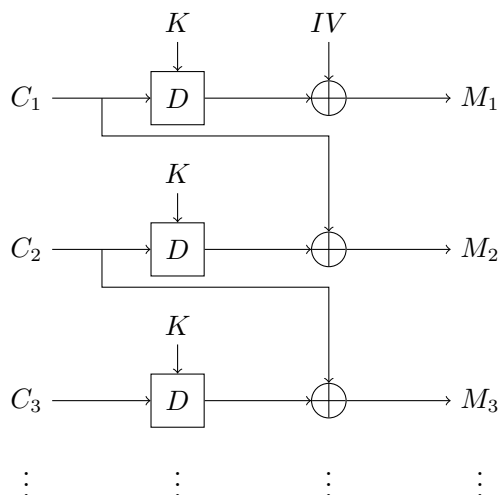 K IV
C₁ D M₁
K
C₂ D M₂
K
C₃ D M₃
⋮ ⋮ ⋮ ⋮